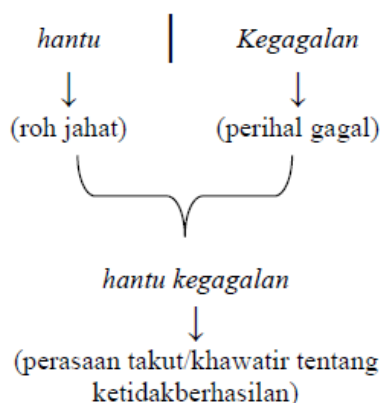 hantu | Kegagalan
(roh jahat) (perihal gagal)
hantu kegagalan
(perasaan takut/khawatir tentang
ketidakberhasilan)